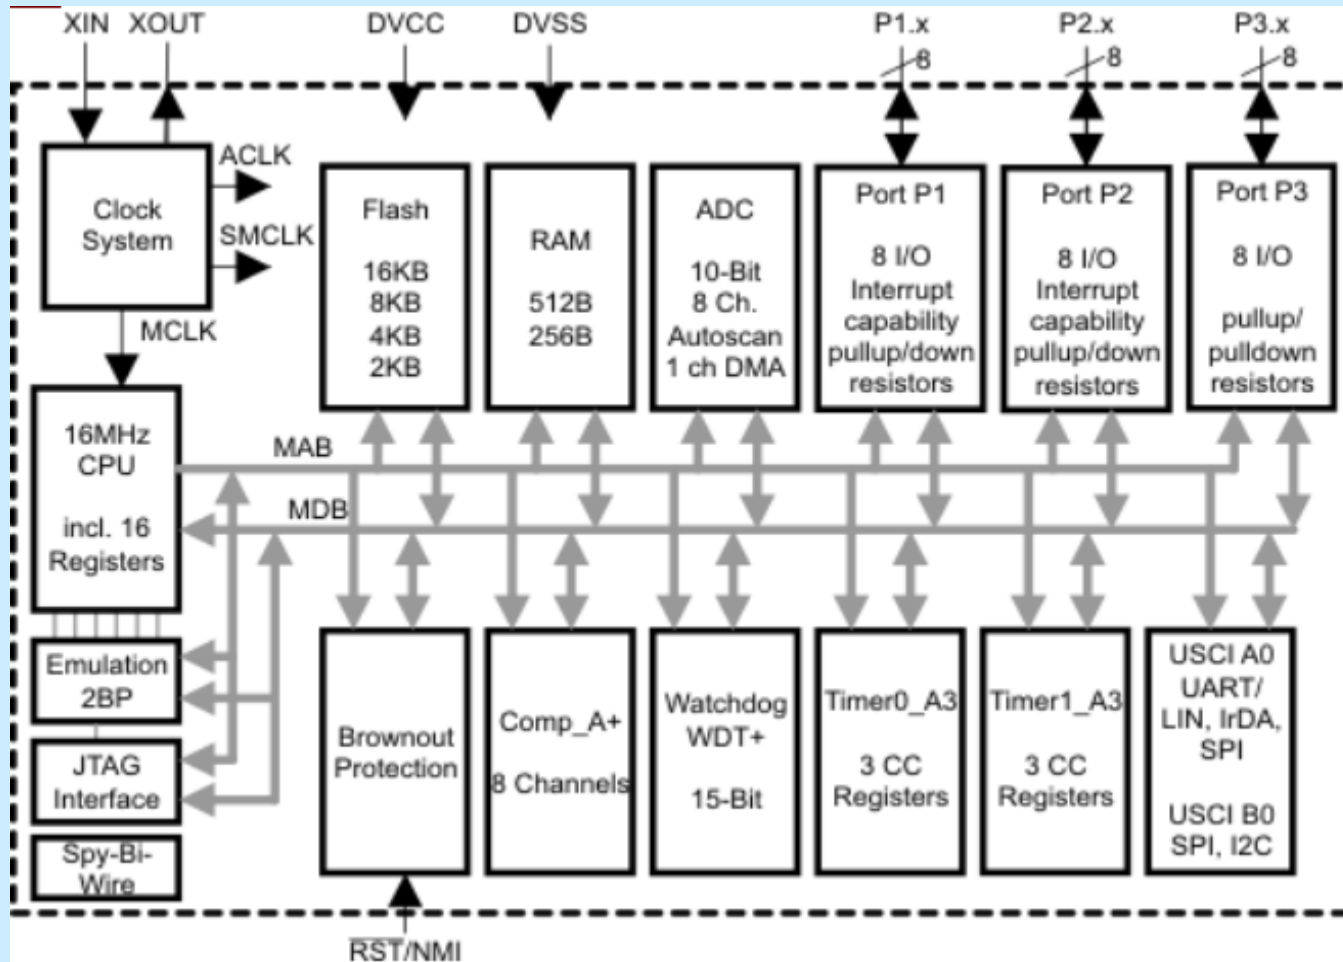 XIN XOUT DVCC DVSS P1.x P2.x P3.x
8 8 8
ACLK
SMCLK
MCLK
Clock
System
Flash
16KB
8KB
4KB
2KB
RAM
512B
256B
ADC
10-Bit
8 Ch.
Autoscan
1 ch DMA
Port P1
8 I/O
Interrupt
capability
pullup/down
resistors
Port P2
8 I/O
Interrupt
capability
pullup/down
resistors
Port P3
8 I/O
pullup/
pulldown
resistors
16MHz
CPU
incl. 16
Registers
MAB
MDB
Emulation
2BP
JTAG
Interface
Spy-Bi-
Wire
Brownout
Protection
Comp_A+
8 Channels
Watchdog
WDT+
15-Bit
Timer0_A3
3 CC
Registers
Timer1_A3
3 CC
Registers
USCI A0
UART/
LIN, IrDA,
SPI
USCI B0
SPI, I2C
RST/NMI